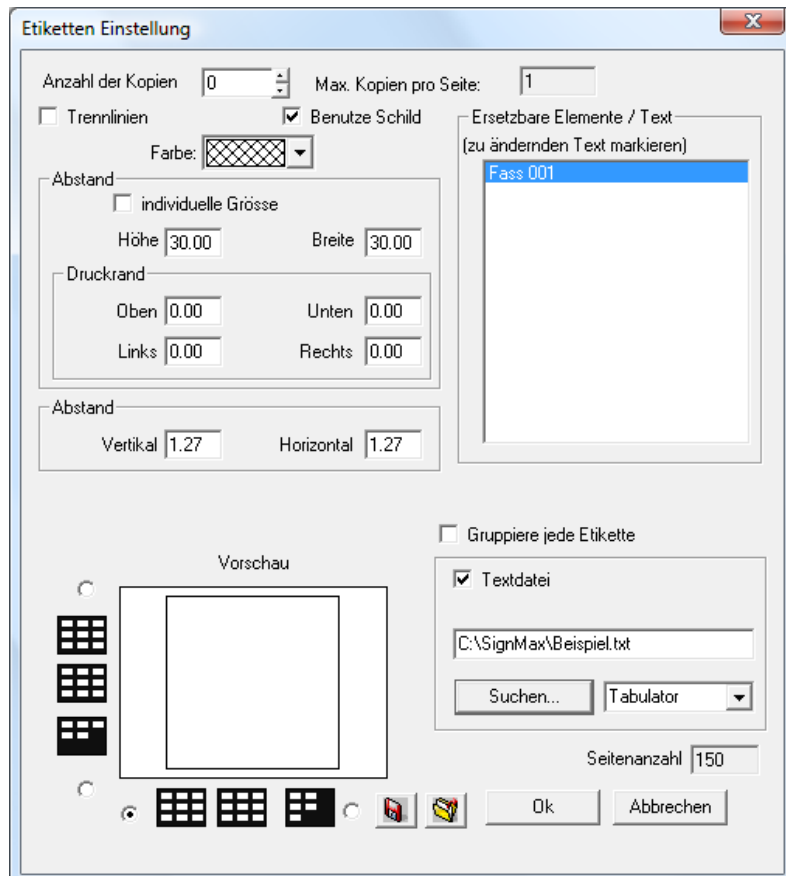 Etiketten Einstellung
Anzahl der Kopien 0 Max. Kopien pro Seite: 1
Trennlinien Benutze Schild
Farbe:
Ersetzbare Elemente / Text
(zu ändernden Text markieren)
Fass 001
Abstand
individuelle Grösse
Höhe 30.00 Breite 30.00
Druckrand
Oben 0.00 Unten 0.00
Links 0.00 Rechts 0.00
Abstand
Vertikal 1.27 Horizontal 1.27
Gruppiere jede Etikette
Vorschau
Textdatei
C:\SignMax\Beispiel.txt
Suchen... Tabulator
Seitenanzahl 150
Ok Abbrechen